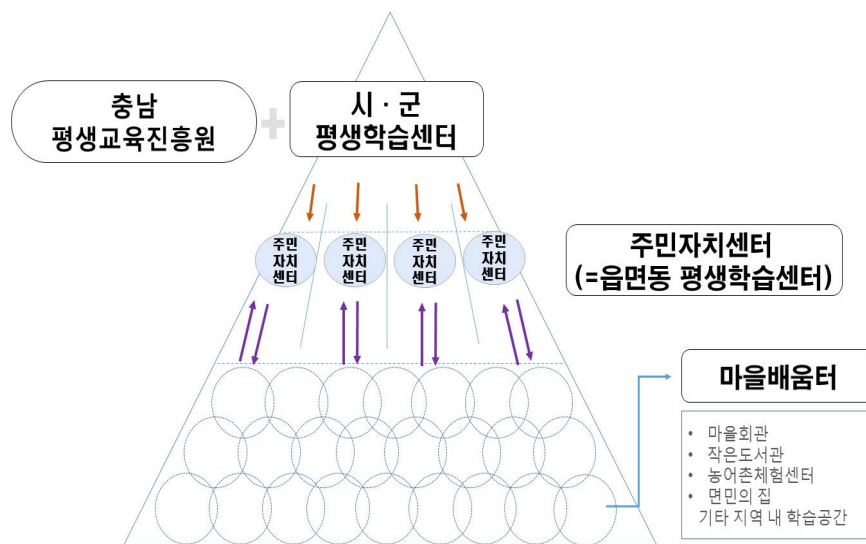 충남
평생교육진흥원
시 · 군
평생학습센터
주민
자치
센터
주민
자치
센터
주민
자치
센터
주민
자치
센터
주민자치센터
(=읍면동 평생학습센터)
마을배움터
• 마을회관
• 작은도서관
• 농어촌체험센터
• 면민의 집
기타 지역 내 학습공간